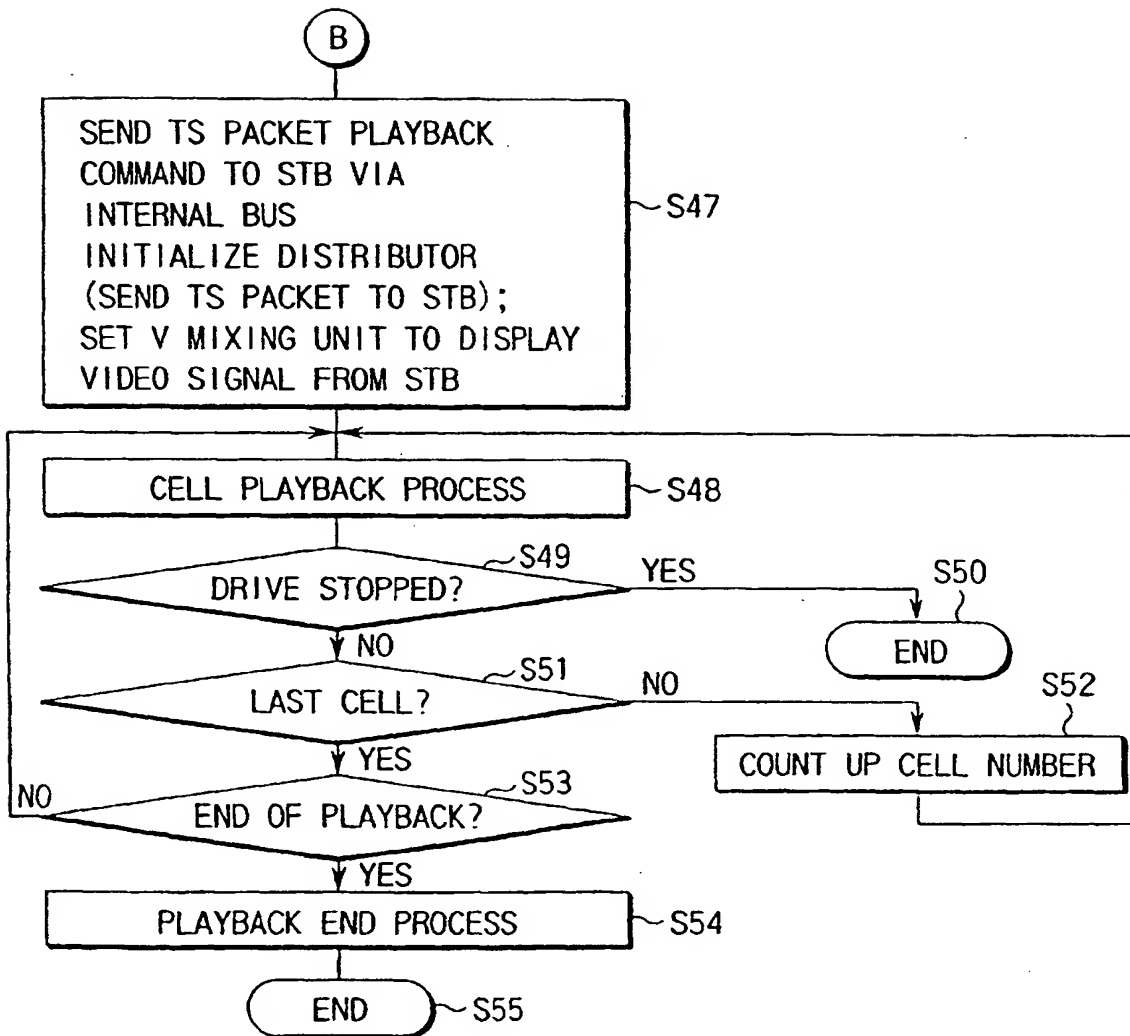 B
SEND TS PACKET PLAYBACK
COMMAND TO STB VIA
INTERNAL BUS
INITIALIZE DISTRIBUTOR
(SEND TS PACKET TO STB);
SET V MIXING UNIT TO DISPLAY
VIDEO SIGNAL FROM STB
S47
CELL PLAYBACK PROCESS
S48
S49
DRIVE STOPPED?
YES
S50
END
NO
S51
LAST CELL?
NO
S52
COUNT UP CELL NUMBER
YES
S53
NO
END OF PLAYBACK?
YES
PLAYBACK END PROCESS
S54
END
S55